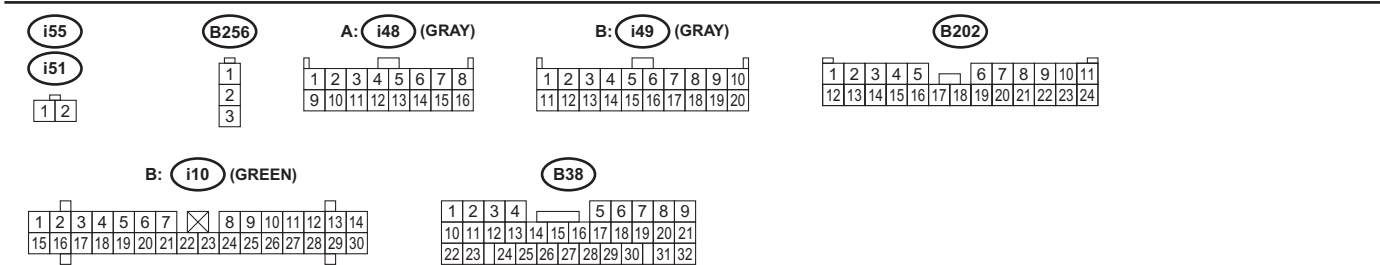 i55
B256
A: i48 (GRAY)
B: i49 (GRAY)
B202
i51
1 2
1
2
3
1 2 3 4 5 6 7 8
9 10 11 12 13 14 15 16
1 2 3 4 5 6 7 8 9 10
11 12 13 14 15 16 17 18 19 20
1 2 3 4 5 6 7 8 9 10 11
12 13 14 15 16 17 18 19 20 21 22 23 24
B: i10 (GREEN)
B38
1 2 3 4 5 6 7 8 9 10 11 12 13 14
15 16 17 18 19 20 21 22 23 24 25 26 27 28 29 30
1 2 3 4 5 6 7 8 9
10 11 12 13 14 15 16 17 18 19 20 21
22 23 24 25 26 27 28 29 30 31 32